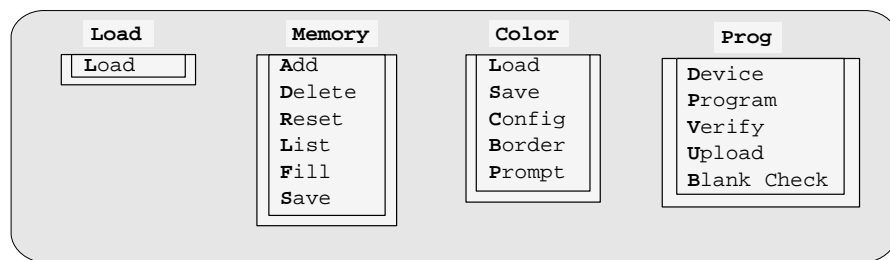 Load
Load
Memory
Add
Delete
Reset
List
Fill
Save
Color
Load
Save
Config
Border
Prompt
Prog
Device
Program
Verify
Upload
Blank Check